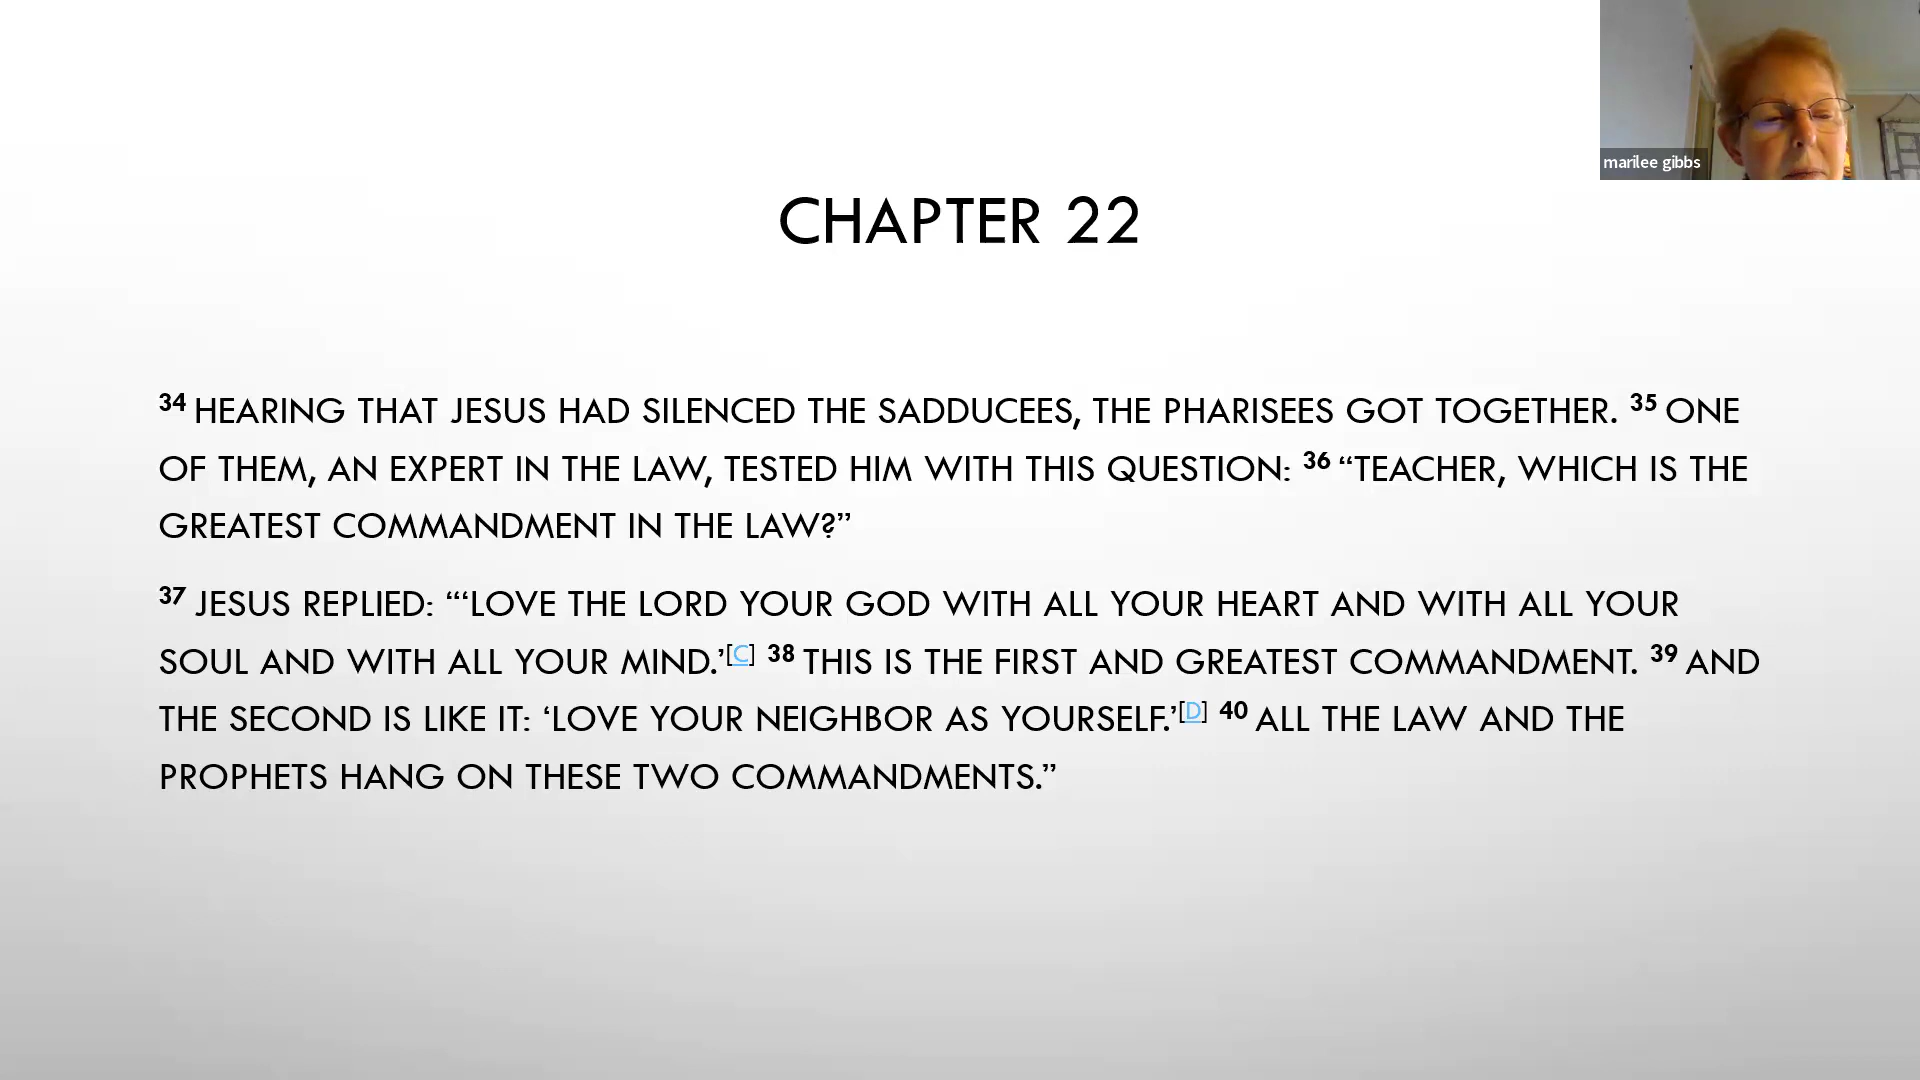 marilee gibbs
CHAPTER 22
34 HEARING THAT JESUS HAD SILENCED THE SADDUCEES, THE PHARISEES GOT TOGETHER. 35 ONE
OF THEM, AN EXPERT IN THE LAW, TESTED HIM WITH THIS QUESTION: 36 “TEACHER, WHICH IS THE
GREATEST COMMANDMENT IN THE LAW?”
37 JESUS REPLIED: “‘LOVE THE LORD YOUR GOD WITH ALL YOUR HEART AND WITH ALL YOUR
SOUL AND WITH ALL YOUR MIND.’[C] 38 THIS IS THE FIRST AND GREATEST COMMANDMENT. 39 AND
THE SECOND IS LIKE IT: ‘LOVE YOUR NEIGHBOR AS YOURSELF.’[D] 40 ALL THE LAW AND THE
PROPHETS HANG ON THESE TWO COMMANDMENTS.”